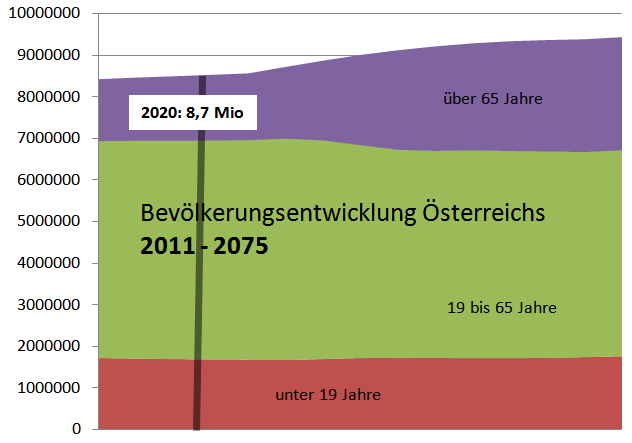 10000000
9000000
8000000
7000000
6000000
5000000
4000000
3000000
2000000
1000000
0
über 65 Jahre
2020: 8,7 Mio
Bevölkerungsentwicklung Österreichs
2011 - 2075
19 bis 65 Jahre
unter 19 Jahre